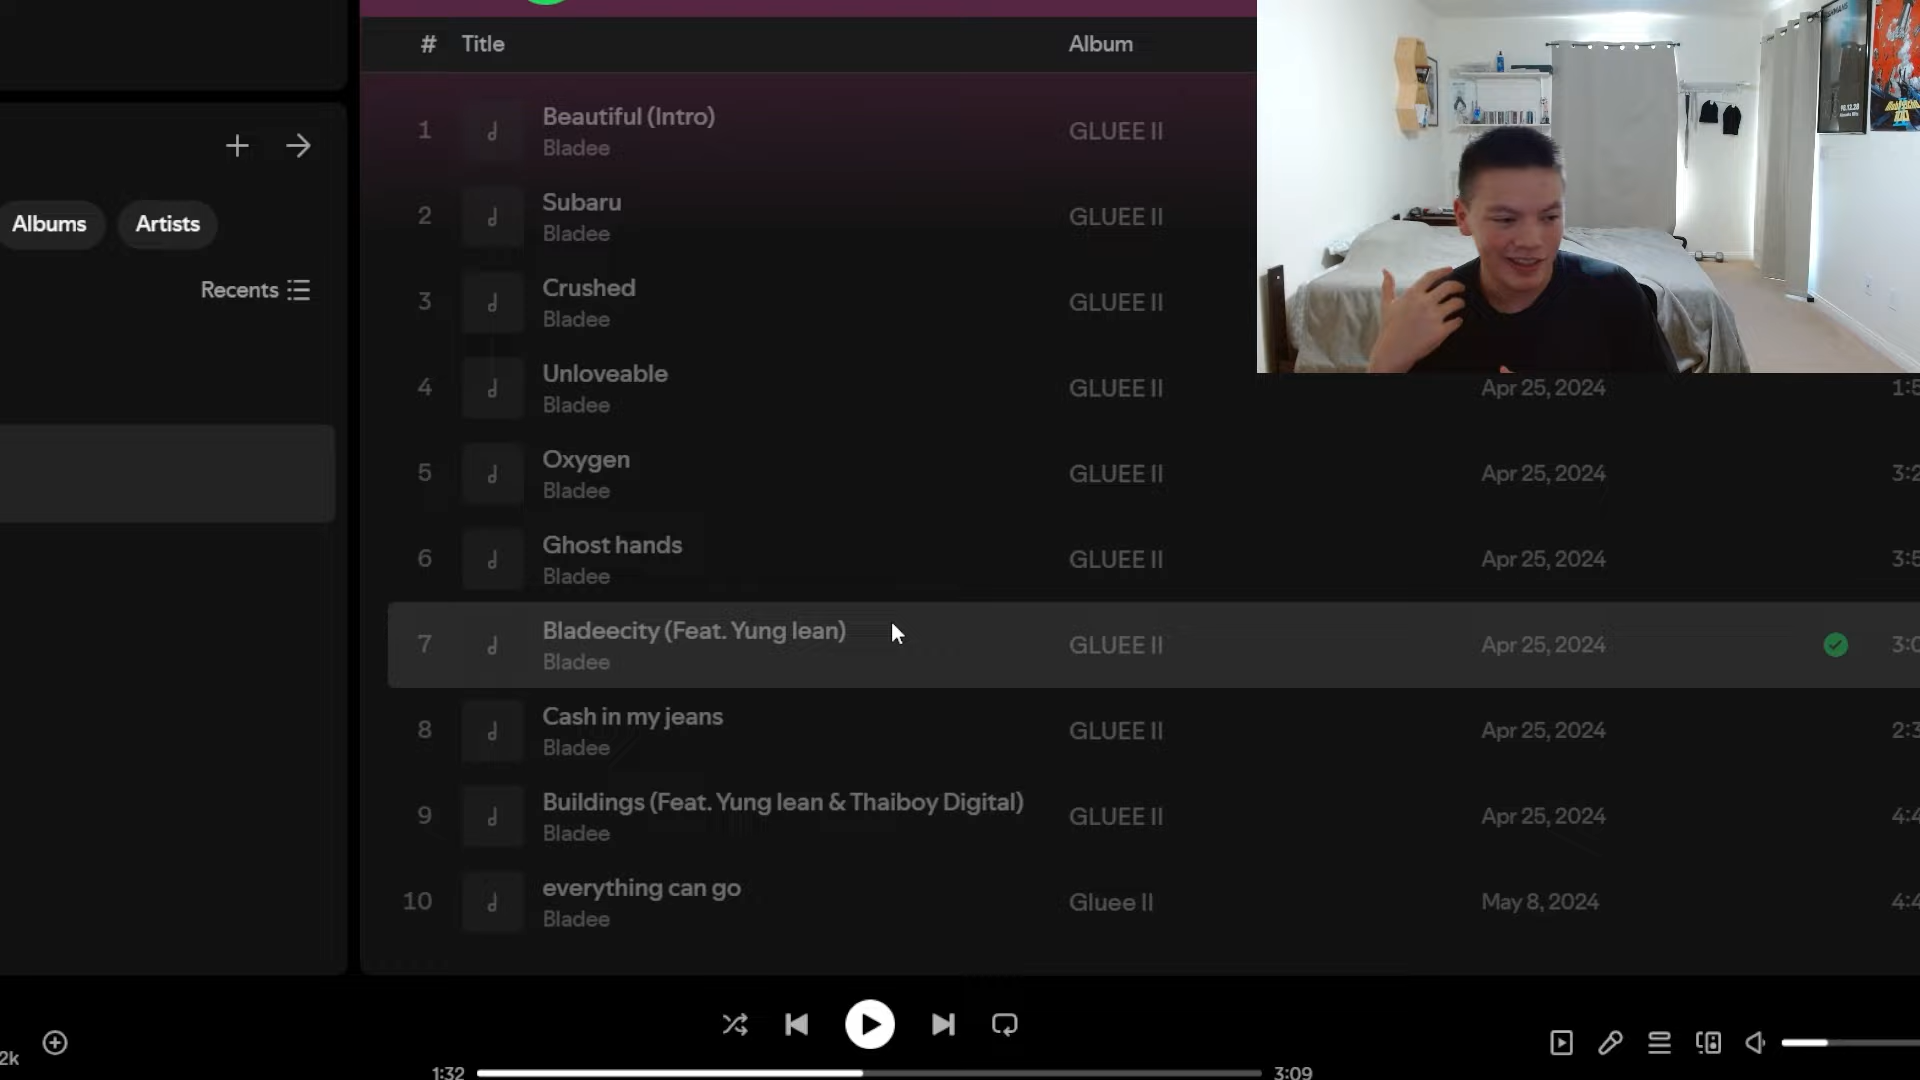 # Title Album
1 Beautiful (Intro) GLUEE II
Bladee
2 Subaru GLUEE II
Bladee
3 Crushed GLUEE II
Bladee
4 Unloveable GLUEE II Apr 25, 2024
Bladee
5 Oxygen GLUEE II Apr 25, 2024
Bladee
6 Ghost hands GLUEE II Apr 25, 2024
Bladee
7 Bladeecity (Feat. Yung lean) GLUEE II Apr 25, 2024
Bladee
8 Cash in my jeans GLUEE II Apr 25, 2024
Bladee
9 Buildings (Feat. Yung lean & Thaiboy Digital) GLUEE II Apr 25, 2024
Bladee
10 everything can go Gluee II May 8, 2024
Bladee
Albums Artists
Recents
2k
1:32 3:09